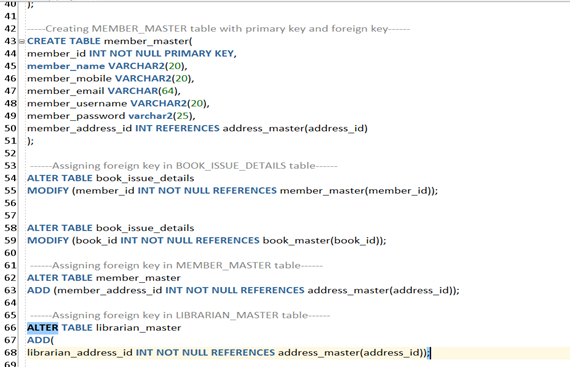 40 );
41
42 -----Creating MEMBER_MASTER table with primary key and foreign key------
43 CREATE TABLE member_master(
44 member_id INT NOT NULL PRIMARY KEY,
45 member_name VARCHAR2(20),
46 member_mobile VARCHAR2(20),
47 member_email VARCHAR(64),
48 member_username VARCHAR2(20),
49 member_password varchar2(25),
50 member_address_id INT REFERENCES address_master(address_id)
51 );
52
53 ------Assigning foreign key in BOOK_ISSUE_DETAILS table------
54 ALTER TABLE book_issue_details
55 MODIFY (member_id INT NOT NULL REFERENCES member_master(member_id));
56
57
58 ALTER TABLE book_issue_details
59 MODIFY (book_id INT NOT NULL REFERENCES book_master(book_id));
60
61 ------Assigning foreign key in MEMBER_MASTER table------
62 ALTER TABLE member_master
63 ADD (member_address_id INT NOT NULL REFERENCES address_master(address_id));
64
65 ------Assigning foreign key in LIBRARIAN_MASTER table------
66 ALTER TABLE librarian_master
67 ADD(
68 librarian_address_id INT NOT NULL REFERENCES address_master(address_id));
69